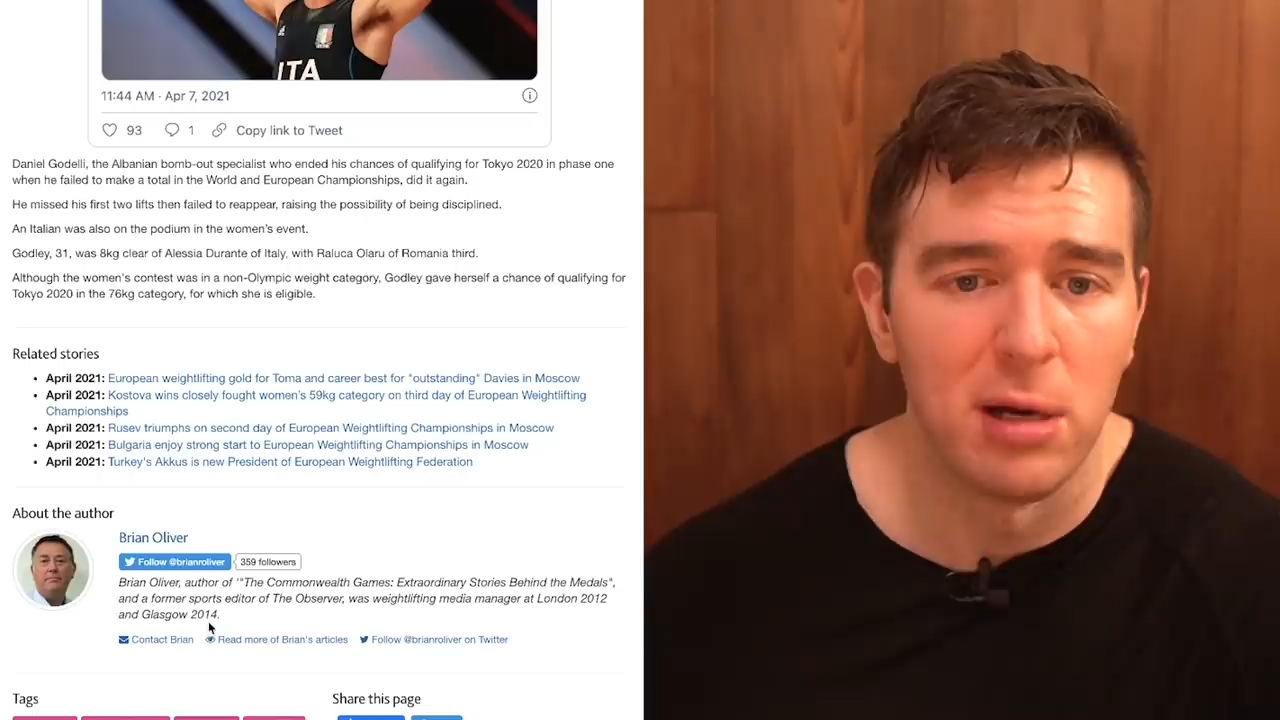 ITA
11:44 AM · Apr 7, 2021
93 1 Copy link to Tweet
Daniel Godelli, the Albanian bomb-out specialist who ended his chances of qualifying for Tokyo 2020 in phase one
when he failed to make a total in the World and European Championships, did it again.
He missed his first two lifts then failed to reappear, raising the possibility of being disciplined.
An Italian was also on the podium in the women's event.
Godley, 31, was 8kg clear of Alessia Durante of Italy, with Raluca Olaru of Romania third.
Although the women's contest was in a non-Olympic weight category, Godley gave herself a chance of qualifying for
Tokyo 2020 in the 76kg category, for which she is eligible.
Related stories
• April 2021: European weightlifting gold for Toma and career best for "outstanding" Davies in Moscow
• April 2021: Kostova wins closely fought women's 59kg category on third day of European Weightlifting
Championships
• April 2021: Rusev triumphs on second day of European Weightlifting Championships in Moscow
• April 2021: Bulgaria enjoy strong start to European Weightlifting Championships in Moscow
• April 2021: Turkey's Akkus is new President of European Weightlifting Federation
About the author
Brian Oliver
Follow @brianroliver 359 followers
Brian Oliver, author of '"The Commonwealth Games: Extraordinary Stories Behind the Medals",
and a former sports editor of The Observer, was weightlifting media manager at London 2012
and Glasgow 2014.
Contact Brian Read more of Brian's articles Follow @brianroliver on Twitter
Tags
Share this page